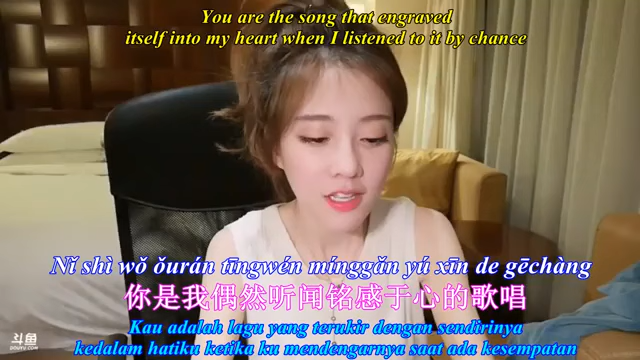 You are the song that engraved
itself into my heart when I listened to it by chance
Nǐ shì wǒ ǒurán tīngwén mínggǎn yú xīn de gēchàng
你是我偶然听闻铭感于心的歌唱
斗鱼
DOUYU.COM
Kau adalah lagu yang terukir dengan sendirinya
kedalam hatiku ketika ku mendengarnya saat ada kesempatan